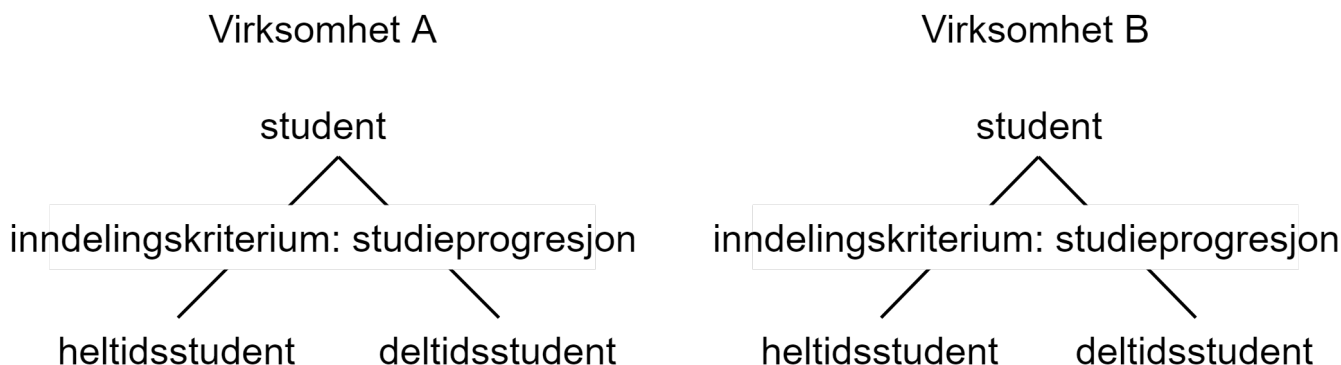 Virksomhet A
student
inndelingskriterium: studieprogresjon
heltidsstudent deltidsstudent
Virksomhet B
student
inndelingskriterium: studieprogresjon
heltidsstudent deltidsstudent